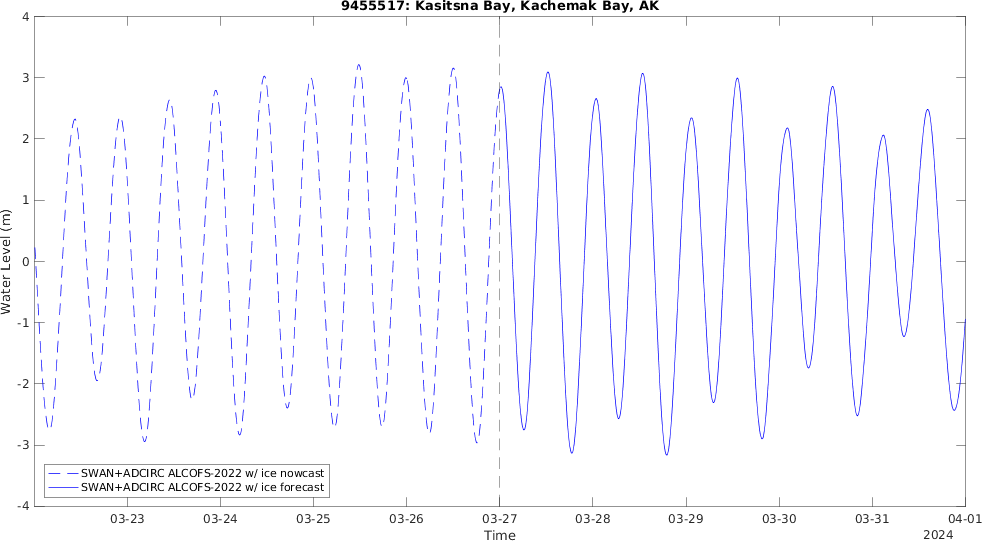 9455517: Kasitsna Bay, Kachemak Bay, AK
4
3
2
1
0
-1
-2
-3
-4
Water Level (m)
SWAN+ADCIRC ALCOFS-2022 w/ ice nowcast
SWAN+ADCIRC ALCOFS-2022 w/ ice forecast
03-23 03-24 03-25 03-26 03-27 03-28 03-29 03-30 03-31 04-01
Time 2024